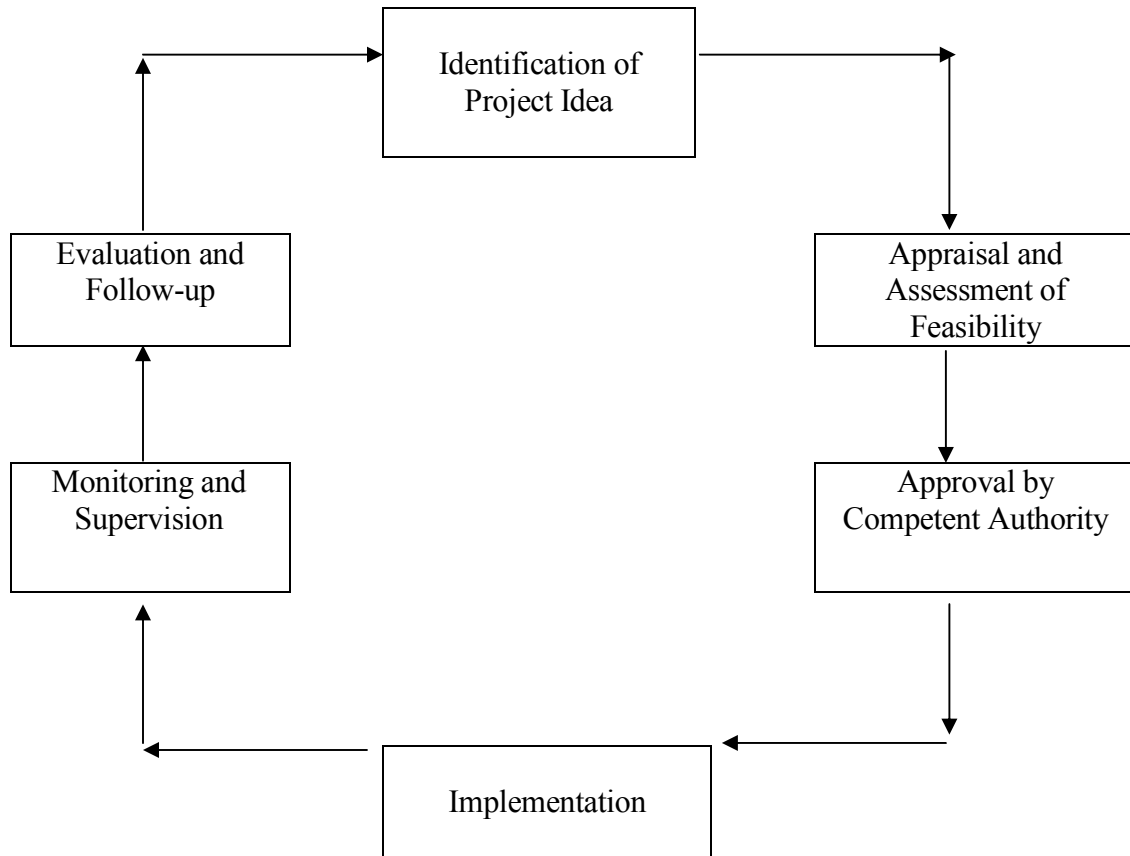 Identification of
Project Idea
Evaluation and
Follow-up
Appraisal and
Assessment of
Feasibility
Monitoring and
Supervision
Approval by
Competent Authority
Implementation